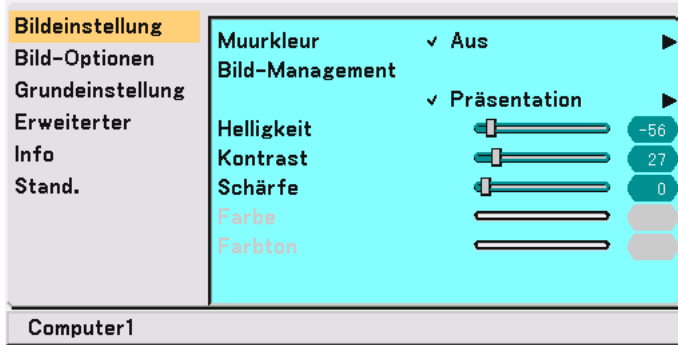 Bildeinstellung
Bild-Optionen
Grundeinstellung
Erweiterter
Info
Stand.
Muurkleur ✓ Aus ▶
Bild-Management
✓ Präsentation ▶
Helligkeit -56
Kontrast 27
Schärfe 0
Farbe
Farbton
Computer1